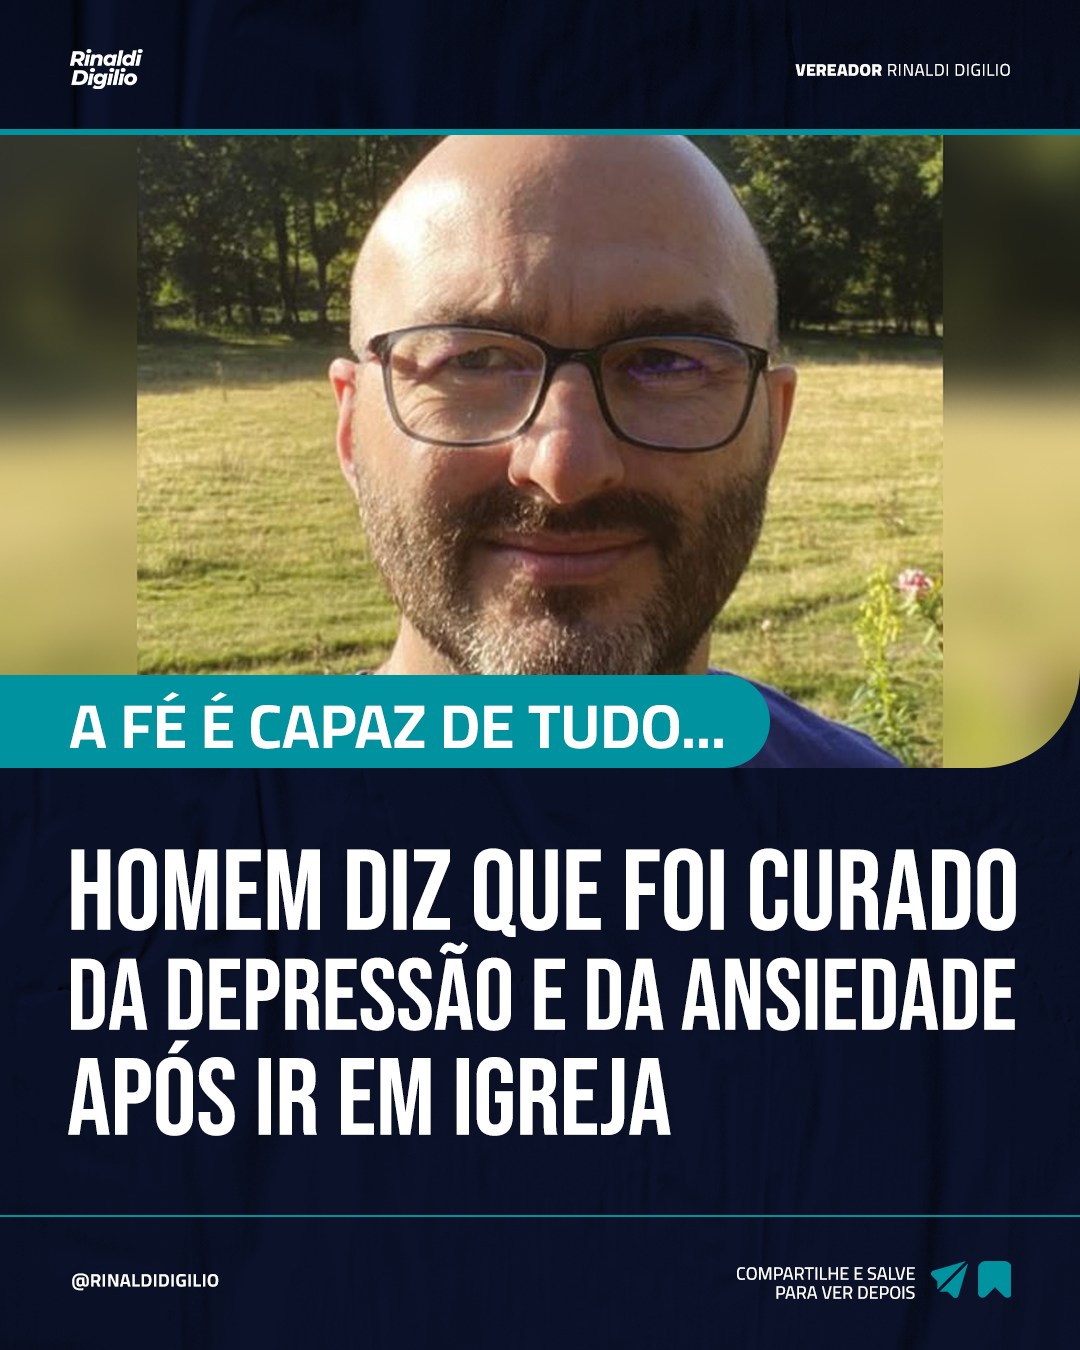 Rinaldi
Digilio
VEREADOR RINALDI DIGILIO
A FÉ É CAPAZ DE TUDO...
HOMEM DIZ QUE FOI CURADO
DA DEPRESSÃO E DA ANSIEDADE
APÓS IR EM IGREJA
@RINALDIDIGILIO
COMPARTILHE E SALVE
PARA VER DEPOIS